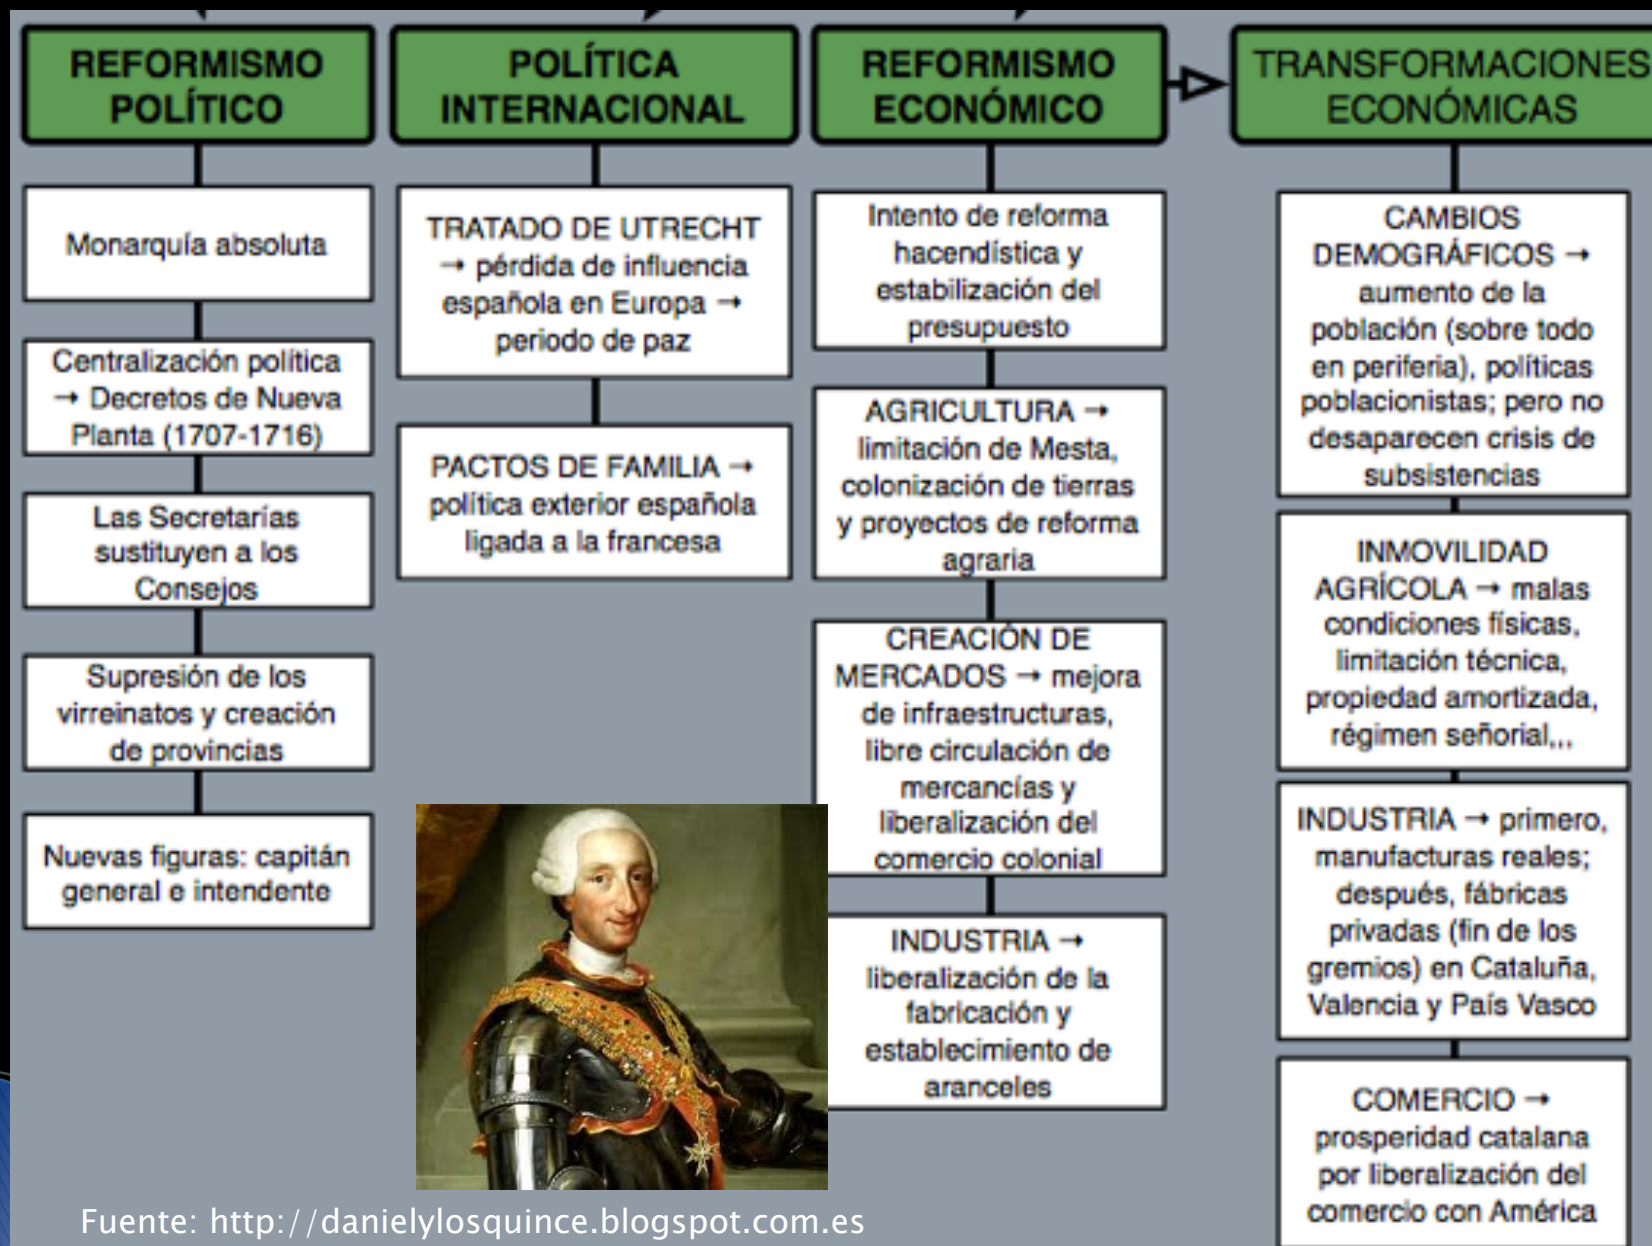 REFORMISMO
POLÍTICO
Monarquía absoluta
Centralización política
→ Decretos de Nueva
Planta (1707-1716)
Las Secretarías
sustituyen a los
Consejos
Supresión de los
virreinatos y creación
de provincias
Nuevas figuras: capitán
general e intendente
POLÍTICA
INTERNACIONAL
TRATADO DE UTRECHT
→ pérdida de influencia
española en Europa →
periodo de paz
PACTOS DE FAMILIA →
política exterior española
ligada a la francesa
REFORMISMO
ECONÓMICO
Intento de reforma
hacendística y
estabilización del
presupuesto
AGRICULTURA →
limitación de Mesta,
colonización de tierras
y proyectos de reforma
agraria
CREACIÓN DE
MERCADOS → mejora
de infraestructuras,
libre circulación de
mercancías y
liberalización del
comercio colonial
INDUSTRIA →
liberalización de la
fabricación y
establecimiento de
aranceles
TRANSFORMACIONES
ECONÓMICAS
CAMBIOS
DEMOGRÁFICOS →
aumento de la
población (sobre todo
en periferia), políticas
poblacionistas; pero no
desaparecen crisis de
subsistencias
INMOVILIDAD
AGRÍCOLA → malas
condiciones físicas,
limitación técnica,
propiedad amortizada,
régimen señorial,,,
INDUSTRIA → primero,
manufacturas reales;
después, fábricas
privadas (fin de los
gremios) en Cataluña,
Valencia y País Vasco
COMERCIO →
prosperidad catalana
por liberalización del
comercio con América
Fuente: http://danielylosquince.blogspot.com.es